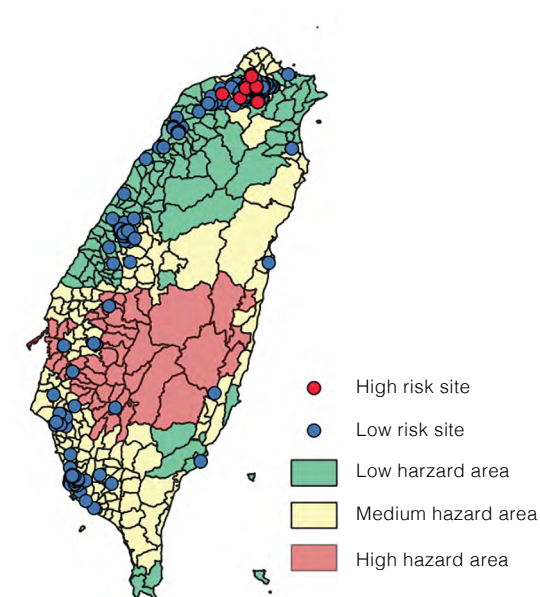 High risk site
Low risk site
Low harzard area
Medium hazard area
High hazard area